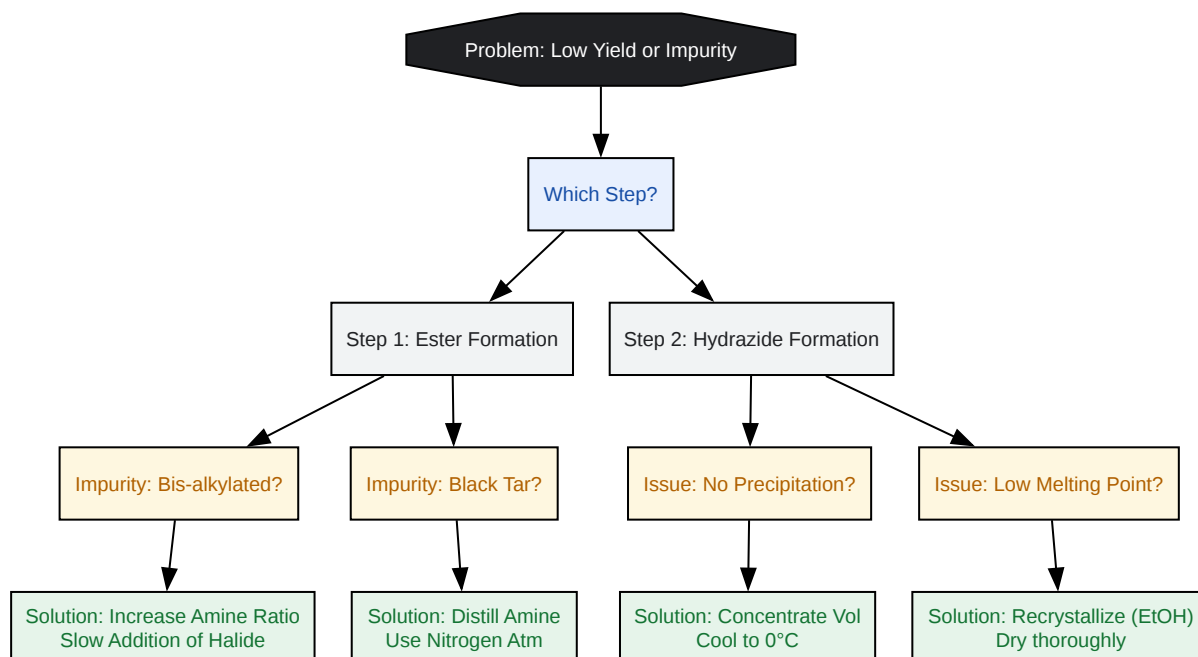 Problem: Low Yield or Impurity
Which Step?
Step 1: Ester Formation
Step 2: Hydrazide Formation
Impurity: Bis-alkylated?
Impurity: Black Tar?
Issue: No Precipitation?
Issue: Low Melting Point?
Solution: Increase Amine Ratio
Slow Addition of Halide
Solution: Distill Amine
Use Nitrogen Atm
Solution: Concentrate Vol
Cool to 0°C
Solution: Recrystallize (EtOH)
Dry thoroughly